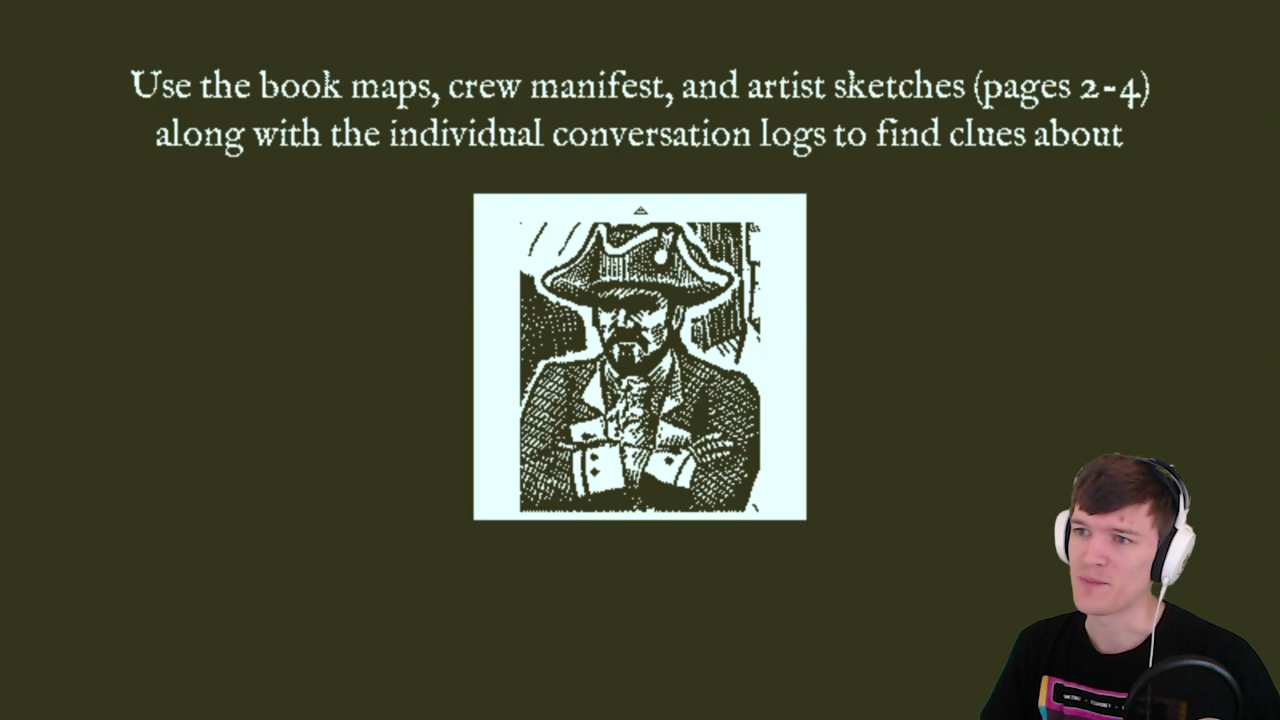 Use the book maps, crew manifest, and artist sketches (pages 2-4)
along with the individual conversation logs to find clues about